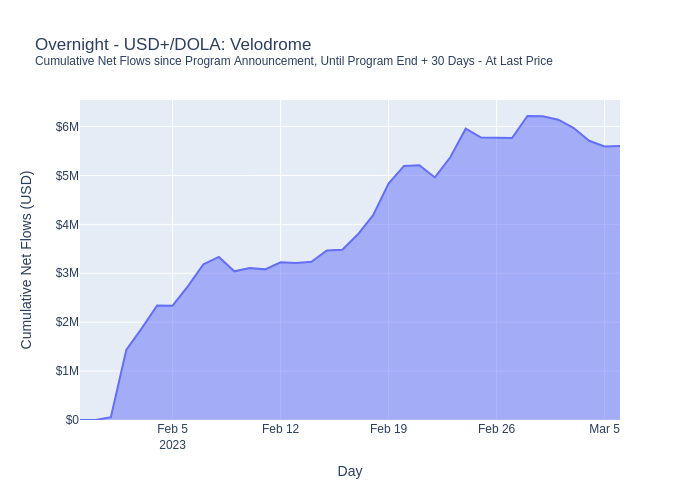 Overnight - USD+/DOLA: Velodrome
Cumulative Net Flows since Program Announcement, Until Program End + 30 Days - At Last Price
Cumulative Net Flows (USD)
$6M
$5M
$4M
$3M
$2M
$1M
$0
Feb 5
2023
Feb 12
Feb 19
Feb 26
Mar 5
Day